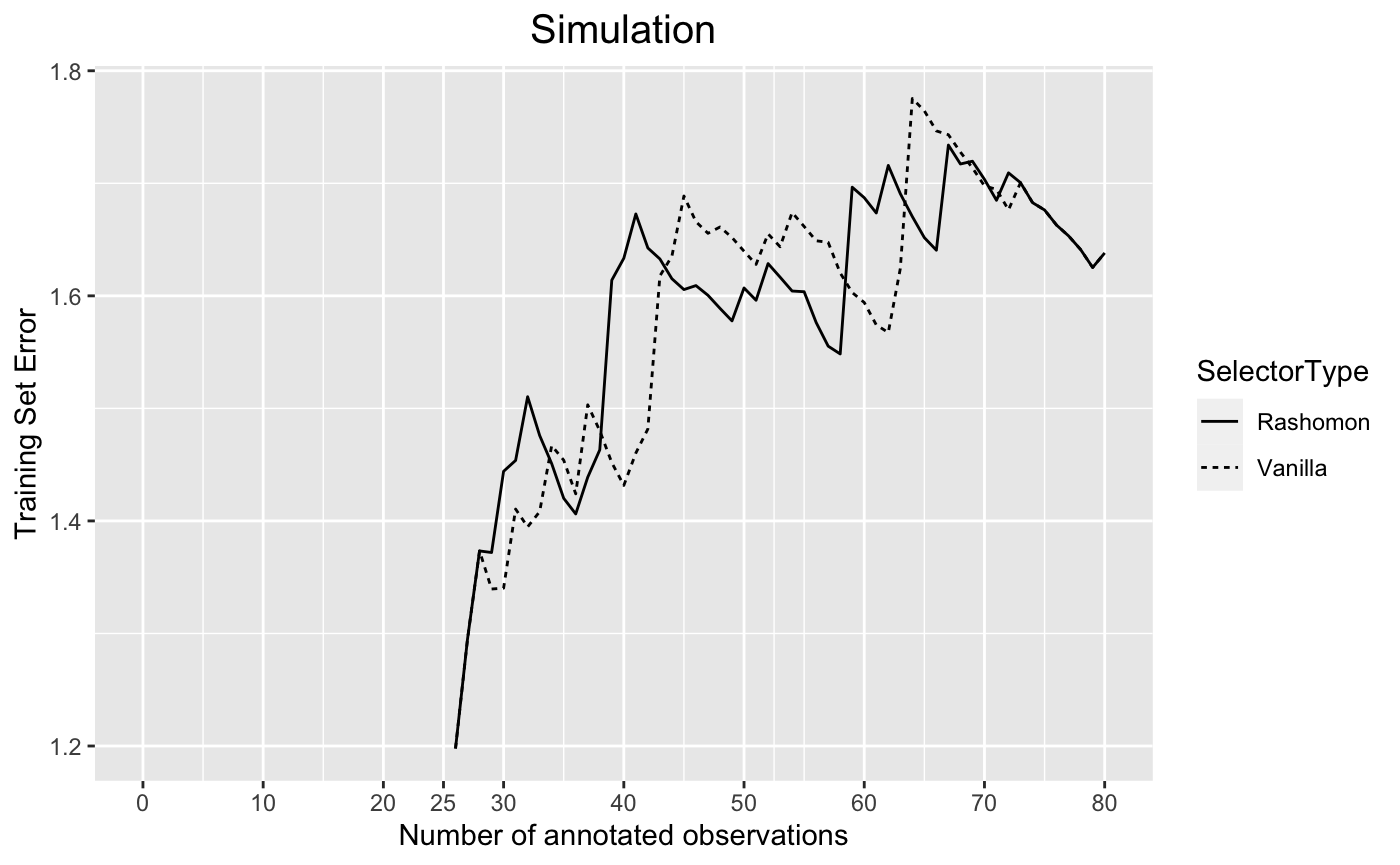 Simulation
Training Set Error
1.8
1.6
1.4
1.2
0 10 20 25 30 40 50 60 70 80
Number of annotated observations
SelectorType
Rashomon
Vanilla